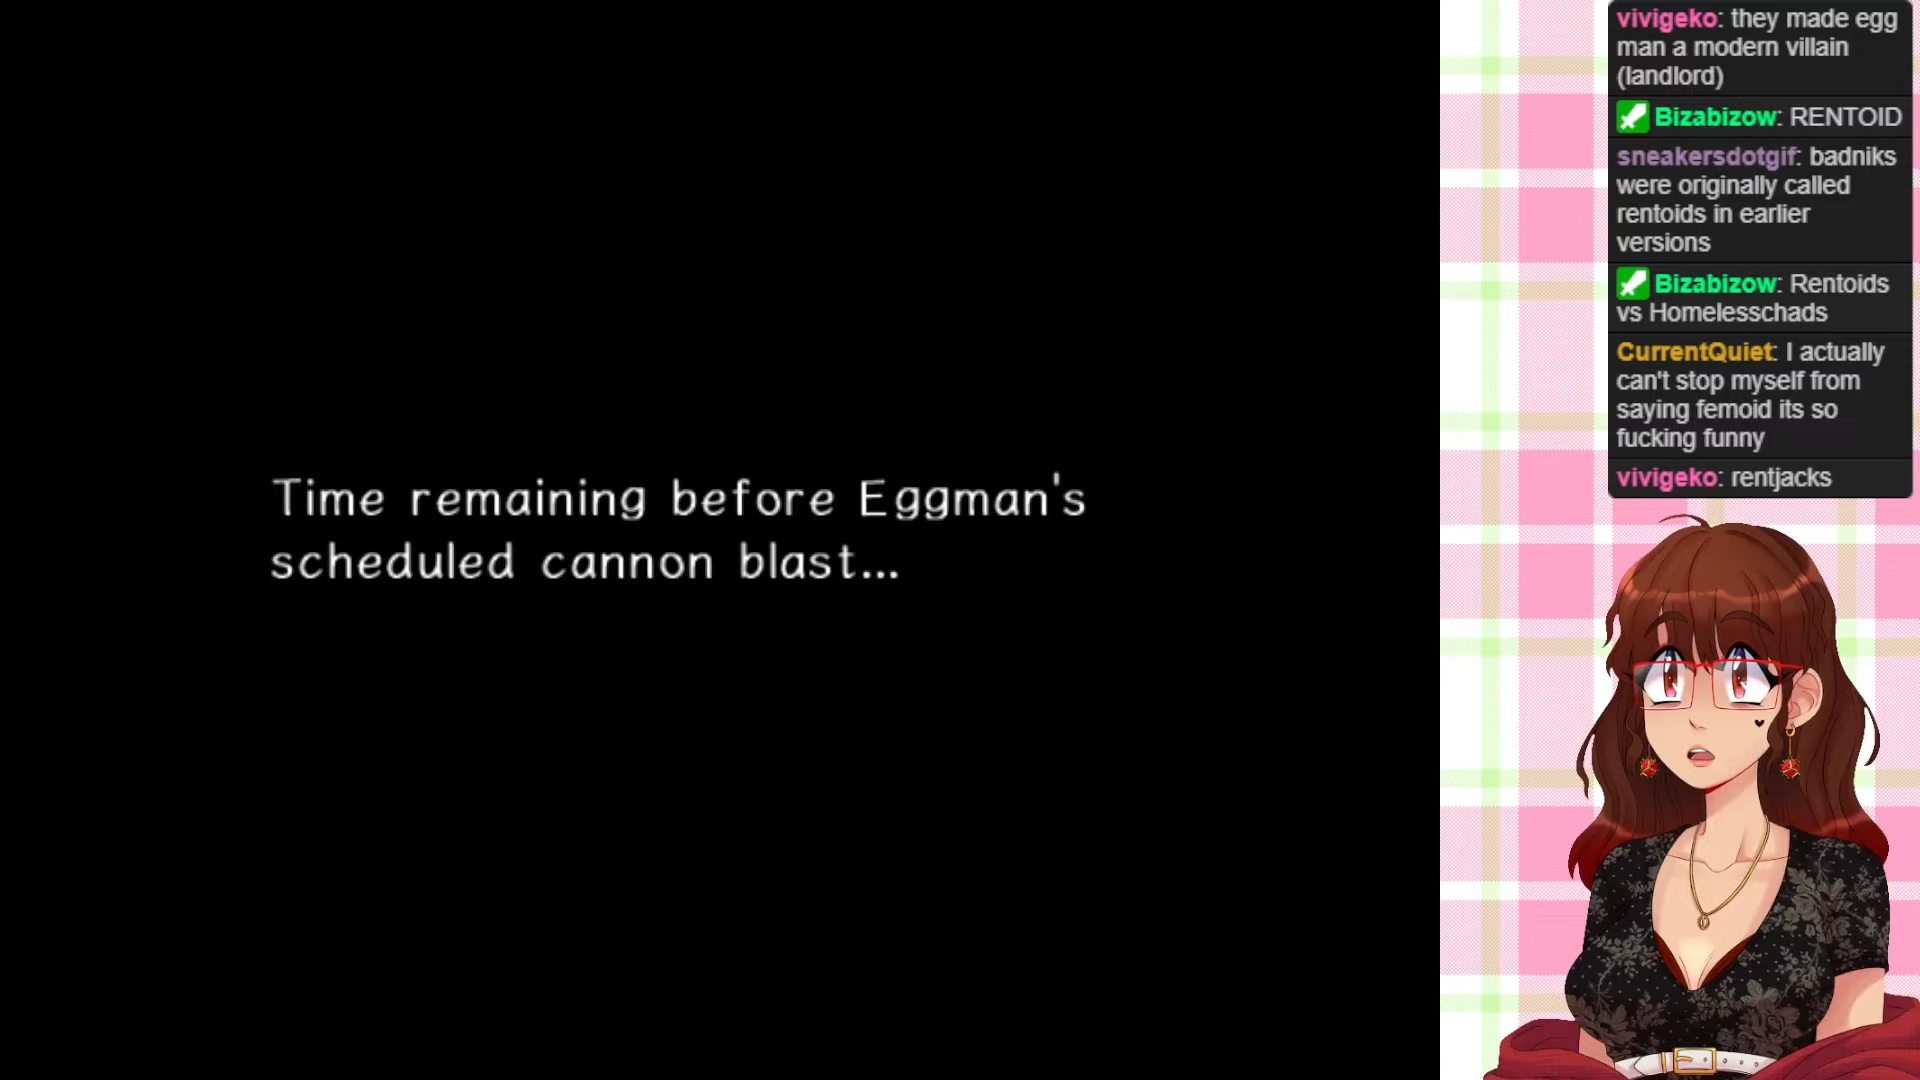 Time remaining before Eggman's
scheduled cannon blast...
vivigeko: they made egg
man a modern villain
(landlord)
Bizabizow: RENTOID
sneakersdotgif: badniks
were originally called
rentoids in earlier
versions
Bizabizow: Rentoids
vs Homelesschads
CurrentQuiet: I actually
can't stop myself from
saying femoid its so
fucking funny
vivigeko: rentjacks